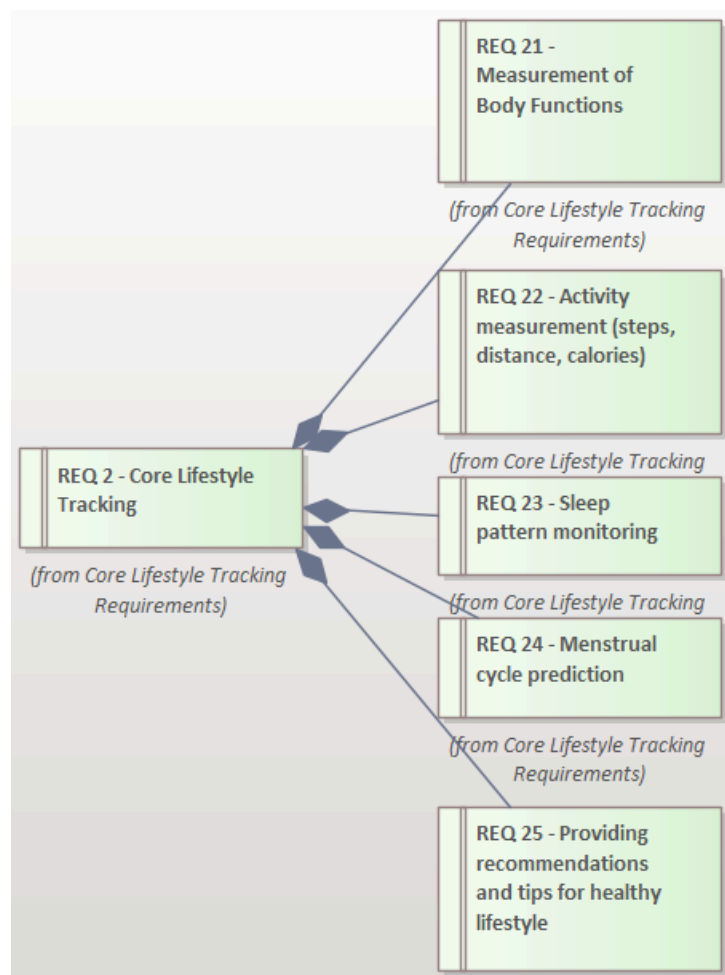 REQ 21 -
Measurement of
Body Functions
(from Core Lifestyle Tracking
Requirements)
REQ 22 - Activity
measurement (steps,
distance, calories)
(from Core Lifestyle Tracking
REQ 2 - Core Lifestyle
Tracking
(from Core Lifestyle Tracking
Requirements)
REQ 23 - Sleep
pattern monitoring
(from Core Lifestyle Tracking
REQ 24 - Menstrual
cycle prediction
(from Core Lifestyle Tracking
Requirements)
REQ 25 - Providing
recommendations
and tips for healthy
lifestyle